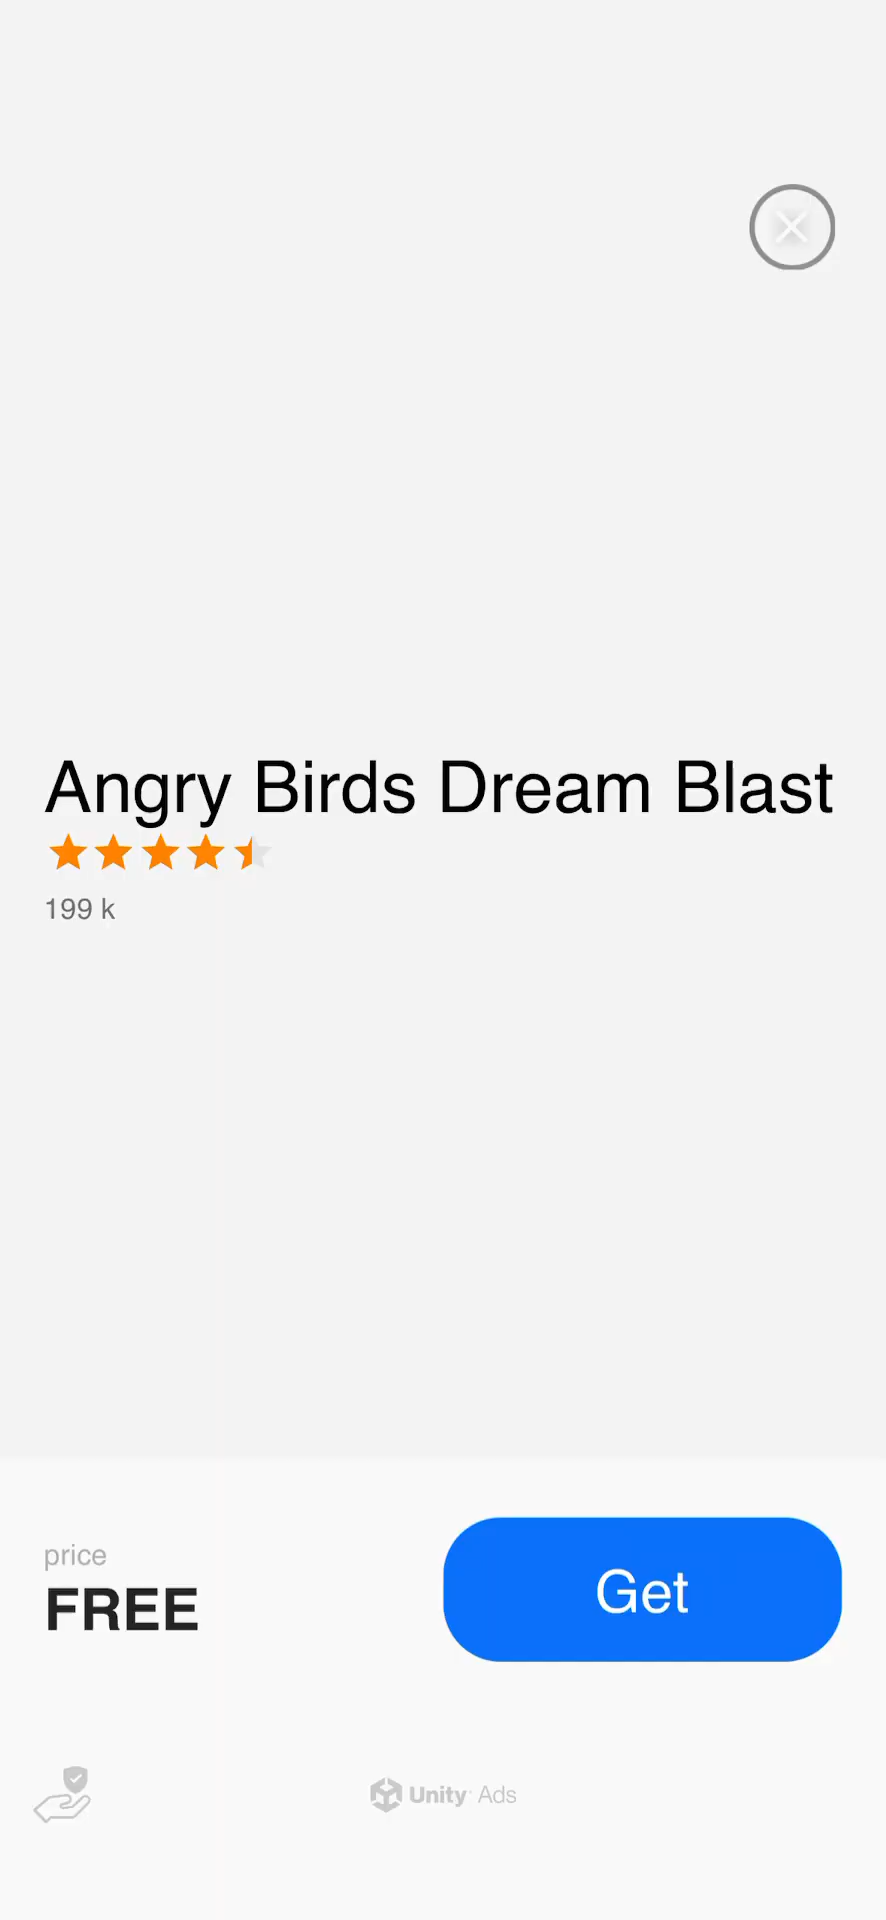 Angry Birds Dream Blast
199 k
price
FREE
Get
Unity Ads